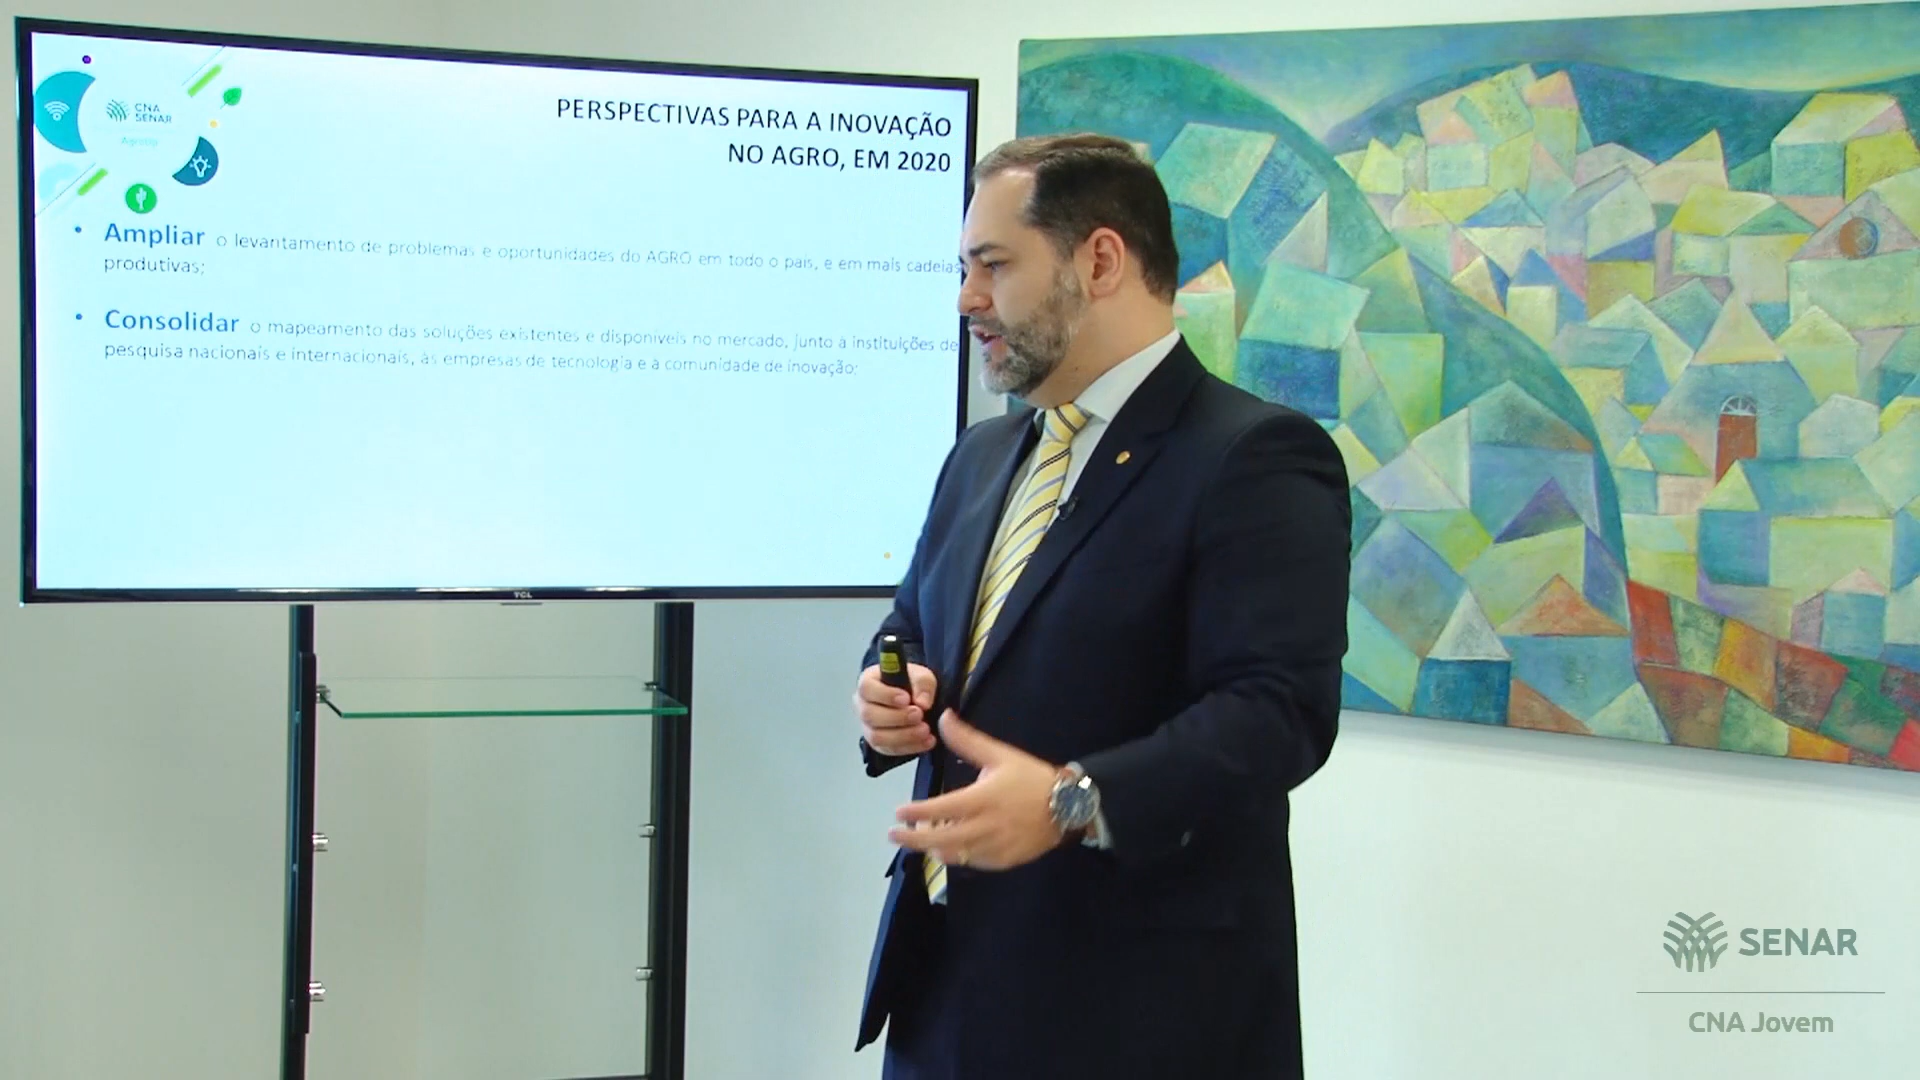 CNA
SENAR
Agroup
PERSPECTIVAS PARA A INOVAÇÃO
NO AGRO, EM 2020
• Ampliar o levantamento de problemas e oportunidades do AGRO em todo o país, e em mais cadeias
produtivas;
• Consolidar o mapeamento das soluções existentes e disponíveis no mercado, junto à instituições de
pesquisa nacionais e internacionais, às empresas de tecnologia e à comunidade de inovação;
TCL
SENAR
CNA Jovem